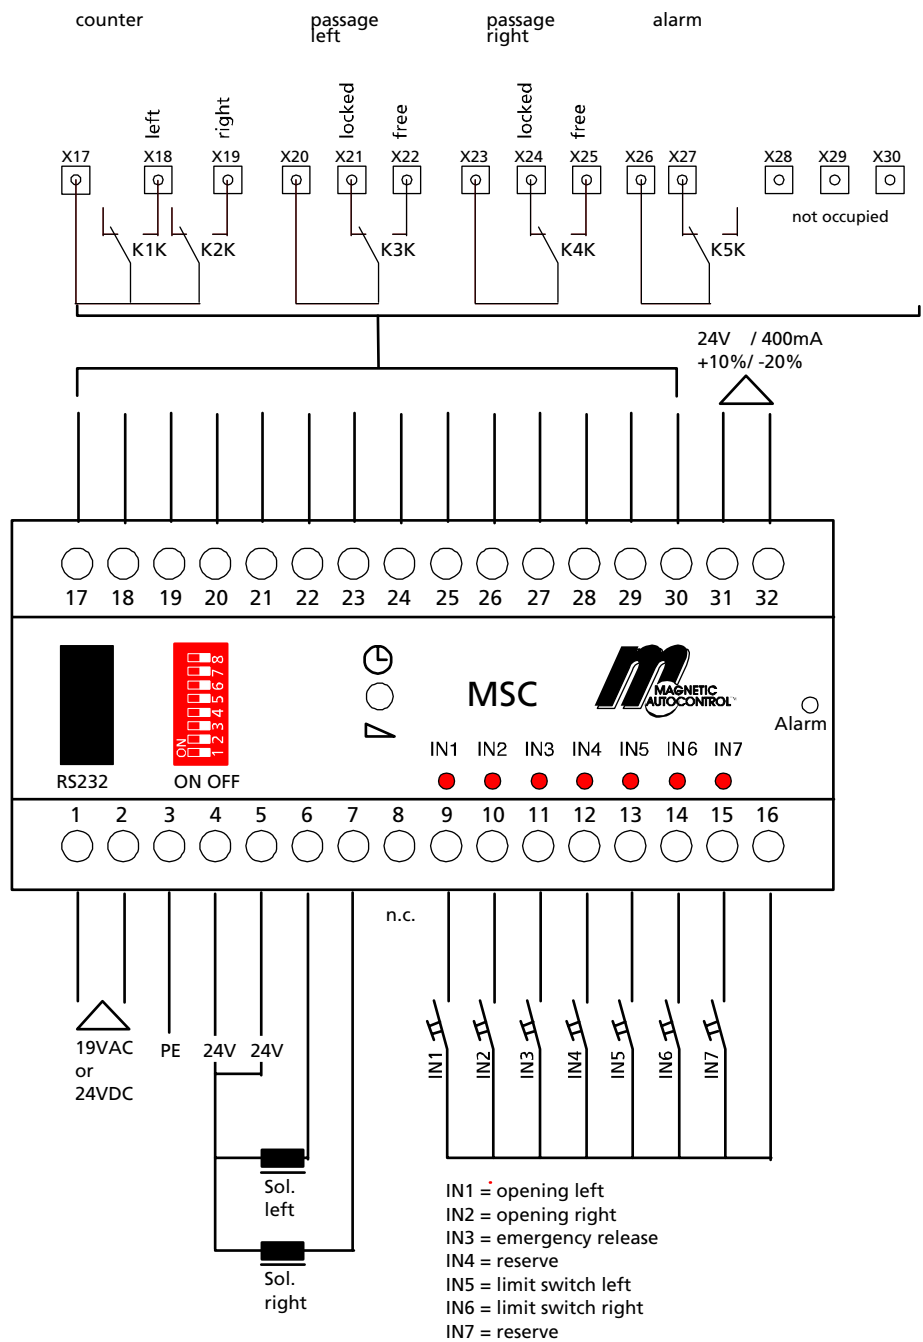 counter passage left passage right alarm
left right locked free locked free
X17 X18 X19 X20 X21 X22 X23 X24 X25 X26 X27 X28 X29 X30
not occupied
K1K K2K K3K K4K K5K
24V / 400mA
+10%/ -20%
17 18 19 20 21 22 23 24 25 26 27 28 29 30 31 32
ON
1 2 3 4 5 6 7 8
MSC
MAGNETIC
AUTOCONTROL™
Alarm
IN1 IN2 IN3 IN4 IN5 IN6 IN7
RS232 ON OFF
1 2 3 4 5 6 7 8 9 10 11 12 13 14 15 16
n.c.
19VAC
or
24VDC
PE 24V 24V
IN1 IN2 IN3 IN4 IN5 IN6 IN7
Sol.
left
Sol.
right
IN1 = opening left
IN2 = opening right
IN3 = emergency release
IN4 = reserve
IN5 = limit switch left
IN6 = limit switch right
IN7 = reserve